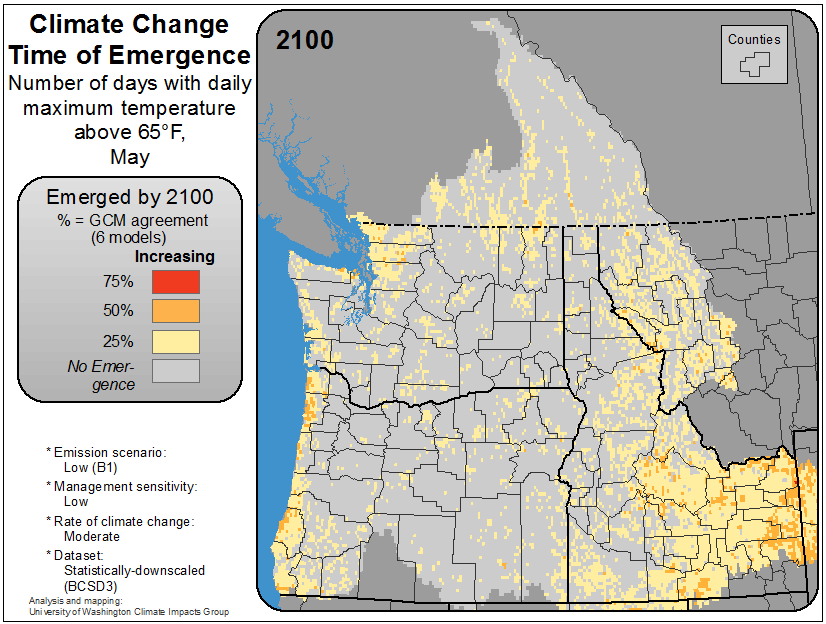 Climate Change
Time of Emergence
Number of days with daily
maximum temperature
above 65°F,
May
Emerged by 2100
% = GCM agreement
(6 models)
Increasing
75%
50%
25%
No Emer-
gence
* Emission scenario:
Low (B1)
* Management sensitivity:
Low
* Rate of climate change:
Moderate
* Dataset:
Statistically-downscaled
(BCSD3)
Analysis and mapping:
University of Washington Climate Impacts Group
2100
Counties